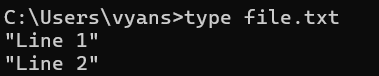 C:\Users\vyans>type file.txt
"Line 1"
"Line 2"